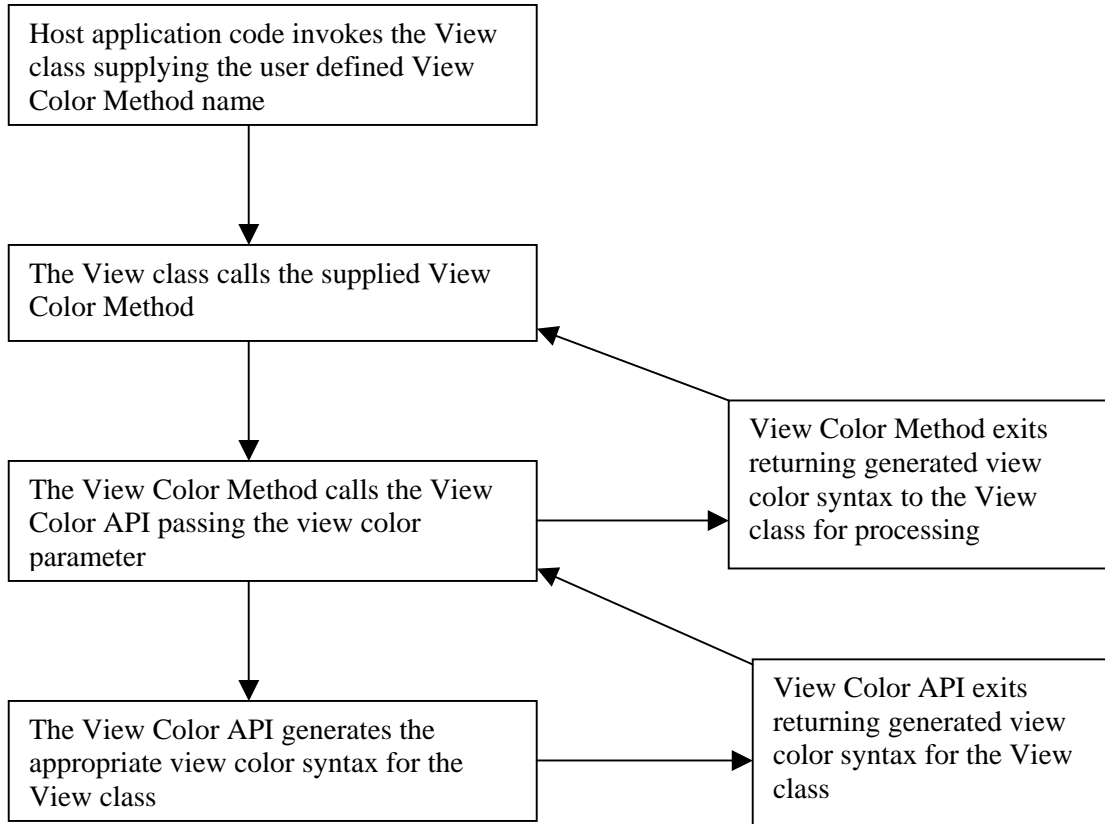 Host application code invokes the View
class supplying the user defined View
Color Method name
The View class calls the supplied View
Color Method
View Color Method exits
returning generated view
color syntax to the View
class for processing
The View Color Method calls the View
Color API passing the view color
parameter
View Color API exits
returning generated view
color syntax for the View
class
The View Color API generates the
appropriate view color syntax for the
View class